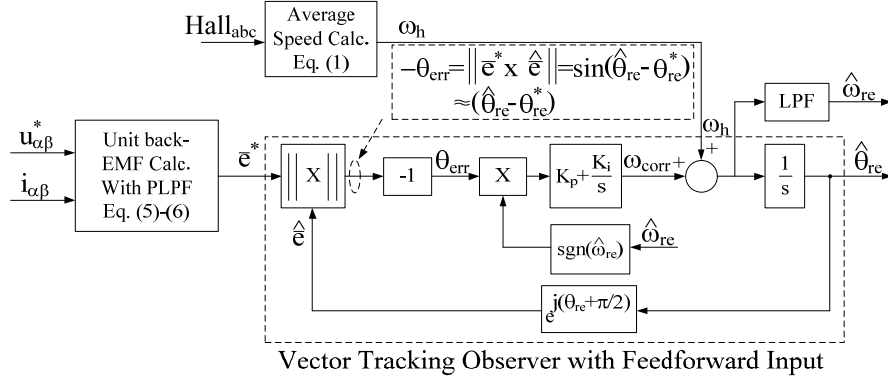 Hall_abc
Average
Speed Calc.
Eq. (1)
ω_h
−θ_err=||e̅* x ê||=sin(θ̂_re-θ*_re)
≈(θ̂_re-θ*_re)
ω_h
LPF
ω̂_re
u*_αβ
i_αβ
Unit back-
EMF Calc.
With PLPF
Eq. (5)-(6)
e̅*
|| X ||
-1
θ_err
X
K_p+K_i/s
ω_corr
+
+
1/s
θ̂_re
ê
sgn(ω̂_re)
ω̂_re
e^j(θ_re+π/2)
Vector Tracking Observer with Feedforward Input